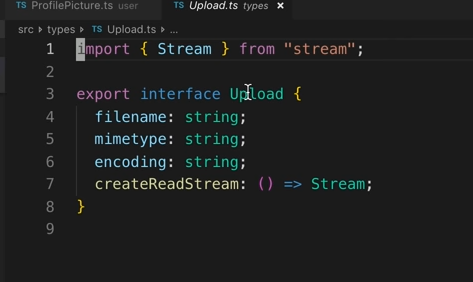 TS ProfilePicture.ts user TS Upload.ts types ×
src > types > TS Upload.ts > ...
1 import { Stream } from "stream";
2
3 export interface Upload {
4 filename: string;
5 mimetype: string;
6 encoding: string;
7 createReadStream: () => Stream;
8 }
9